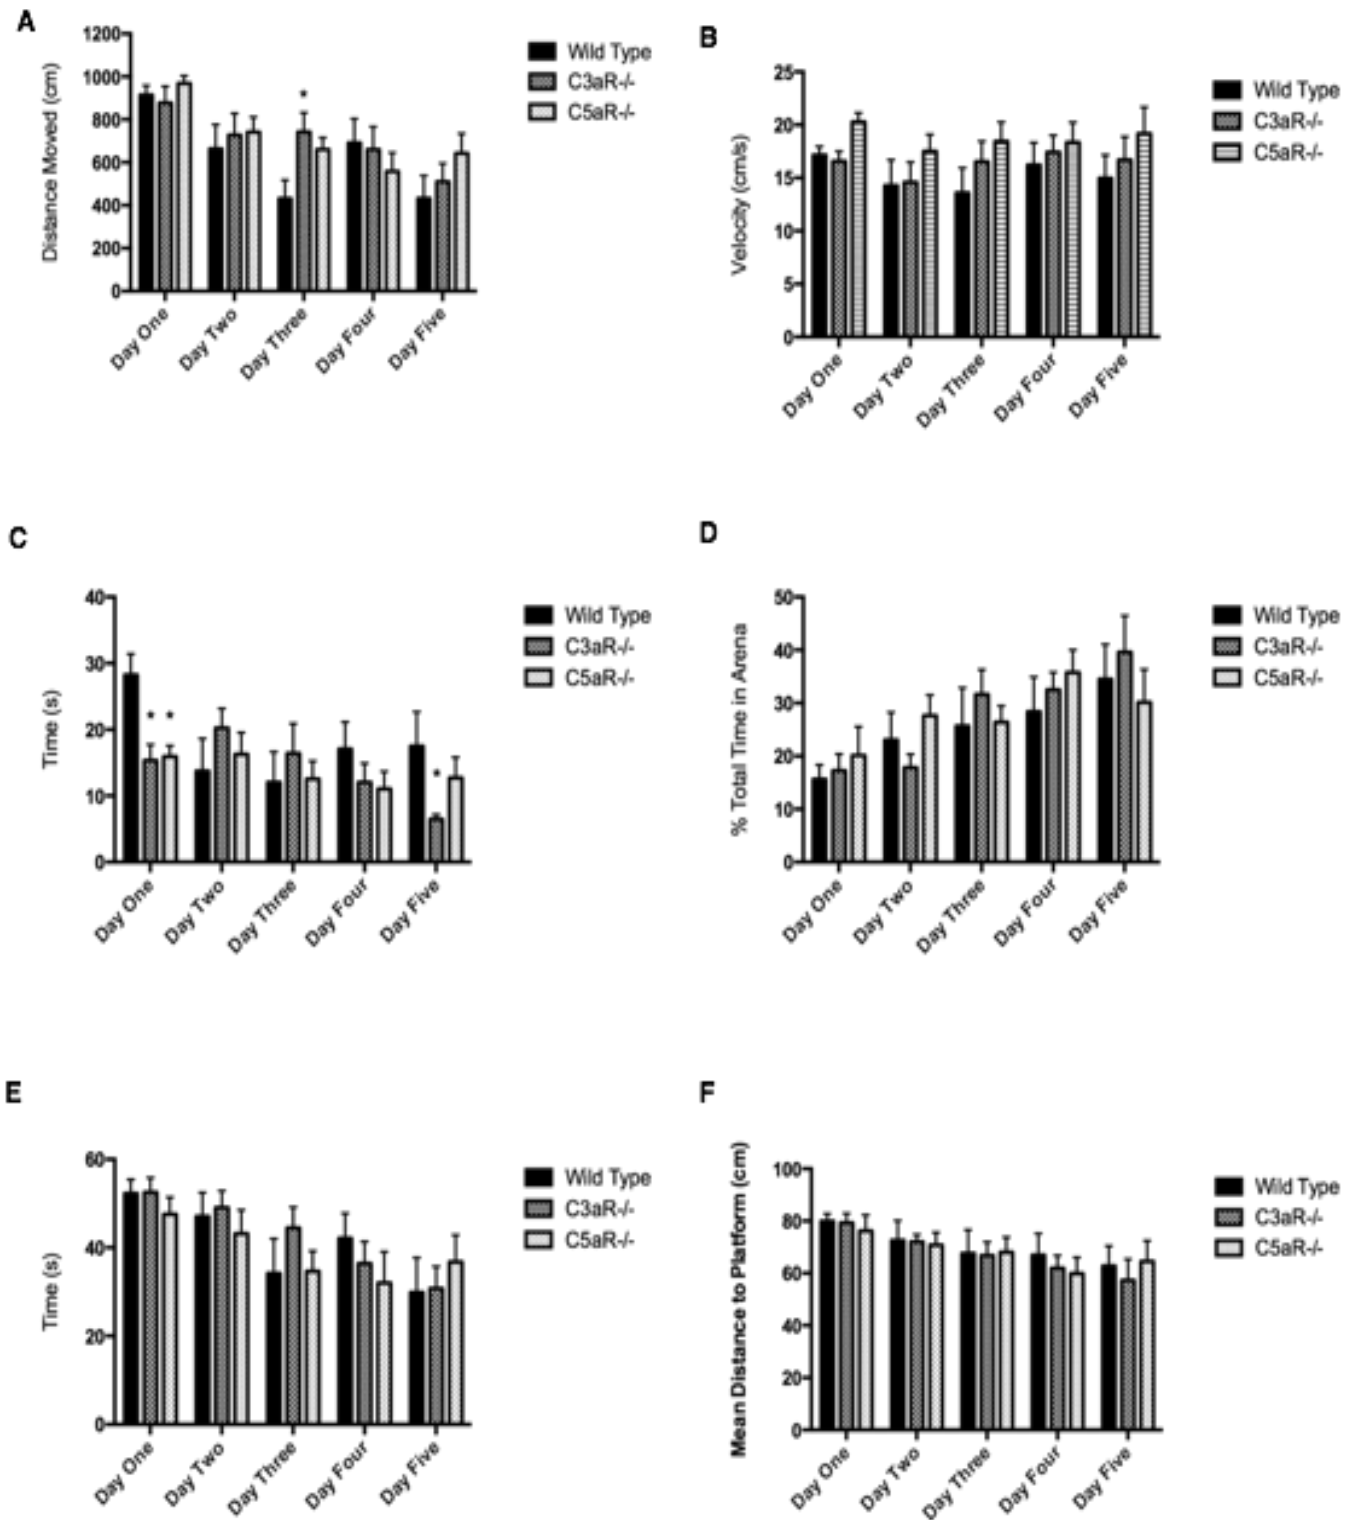 A
Distance Moved (cm)
1200
1000
800
600
400
200
0
*
Day One
Day Two
Day Three
Day Four
Day Five
Wild Type
C3aR-/-
C5aR-/-
B
Velocity (cm/s)
25
20
15
10
5
0
Day One
Day Two
Day Three
Day Four
Day Five
Wild Type
C3aR-/-
C5aR-/-
C
Time (s)
40
30
20
10
0
* *
*
Day One
Day Two
Day Three
Day Four
Day Five
Wild Type
C3aR-/-
C5aR-/-
D
% Total Time in Arena
50
40
30
20
10
0
Day One
Day Two
Day Three
Day Four
Day Five
Wild Type
C3aR-/-
C5aR-/-
E
Time (s)
60
40
20
0
Day One
Day Two
Day Three
Day Four
Day Five
Wild Type
C3aR-/-
C5aR-/-
F
Mean Distance to Platform (cm)
100
80
60
40
20
0
Day One
Day Two
Day Three
Day Four
Day Five
Wild Type
C3aR-/-
C5aR-/-